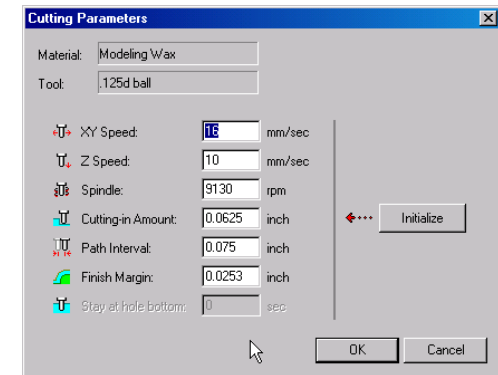 Cutting Parameters
Material: Modeling Wax
Tool: .125d ball
XY Speed: 16 mm/sec
Z Speed: 10 mm/sec
Spindle: 9130 rpm
Cutting-in Amount: 0.0625 inch
Initialize
Path Interval: 0.075 inch
Finish Margin: 0.0253 inch
Stay at hole bottom: 0 sec
OK Cancel